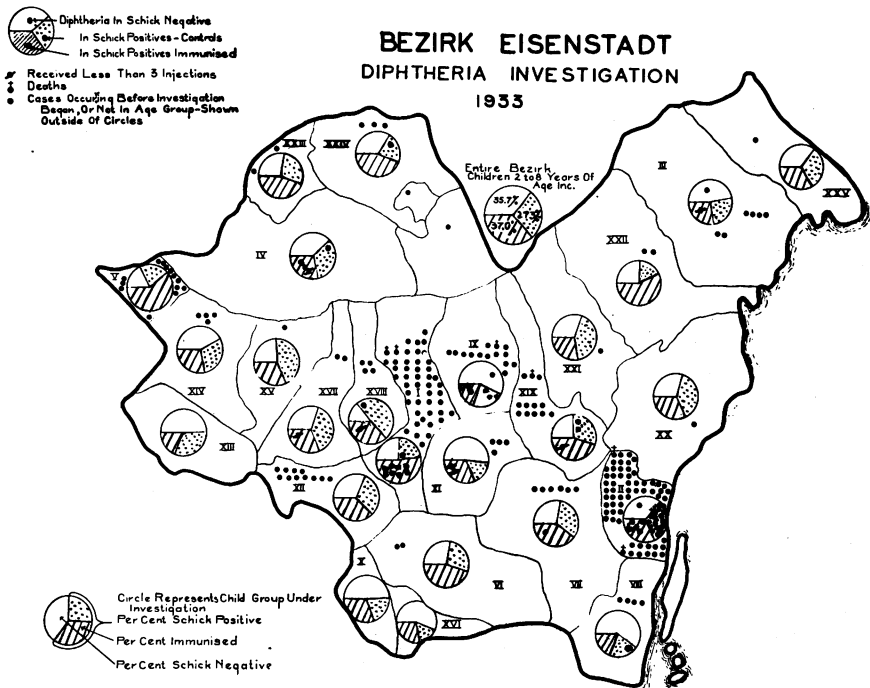 Diphtheria In Schick Negative
In Schick Positives-Controls
In Schick Positives Immunised
Received Less Than 3 Injections
Deaths
Cases Occurring Before Investigation
Began, Or Not In Age Group-Shown
Outside Of Circles
BEZIRK EISENSTADT
DIPHTHERIA INVESTIGATION
1933
Entire Bezirk
Children 2 to 8 Years Of
Age Inc.
35.7%
27.3%
37.0%
XXIII
XXIV
III
XXV
IV
XXII
V
IX
XXI
XIV
XV
XVII
XVIII
XIX
XIII
XX
XII
XI
II
X
VI
VII
VIII
XVI
Circle Represents Child Group Under
Investigation
Per Cent Schick Positive
Per Cent Immunised
Per Cent Schick Negative